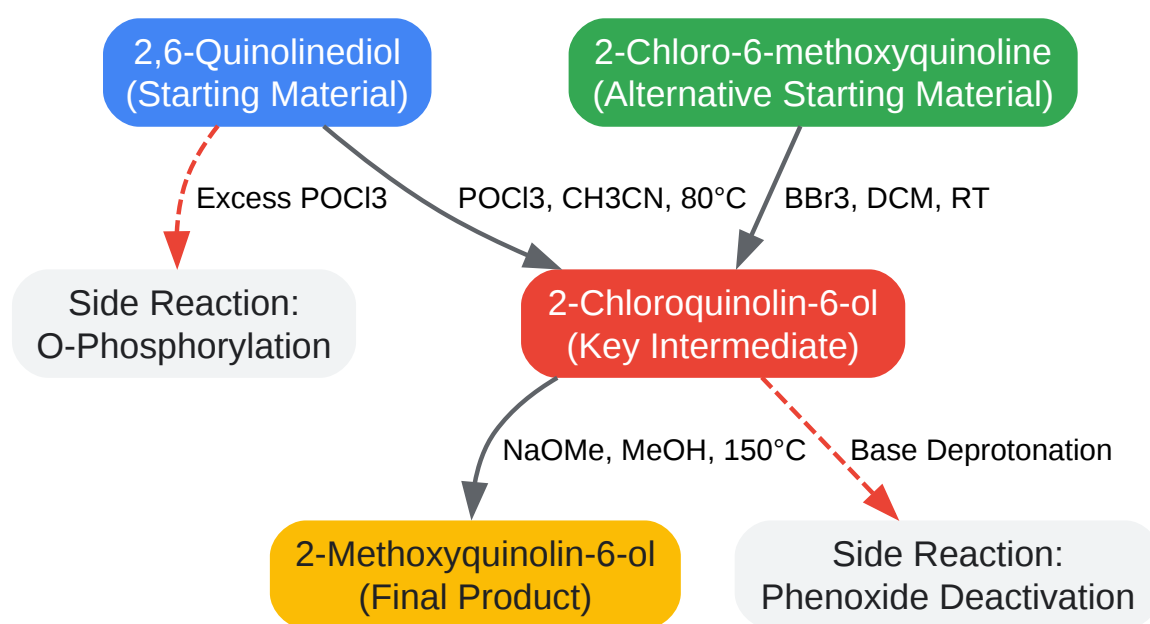 2,6-Quinolinediol
(Starting Material)
2-Chloro-6-methoxyquinoline
(Alternative Starting Material)
Excess POCl3
POCl3, CH3CN, 80°C
BBr3, DCM, RT
Side Reaction:
O-Phosphorylation
2-Chloroquinolin-6-ol
(Key Intermediate)
NaOMe, MeOH, 150°C
Base Deprotonation
2-Methoxyquinolin-6-ol
(Final Product)
Side Reaction:
Phenoxide Deactivation